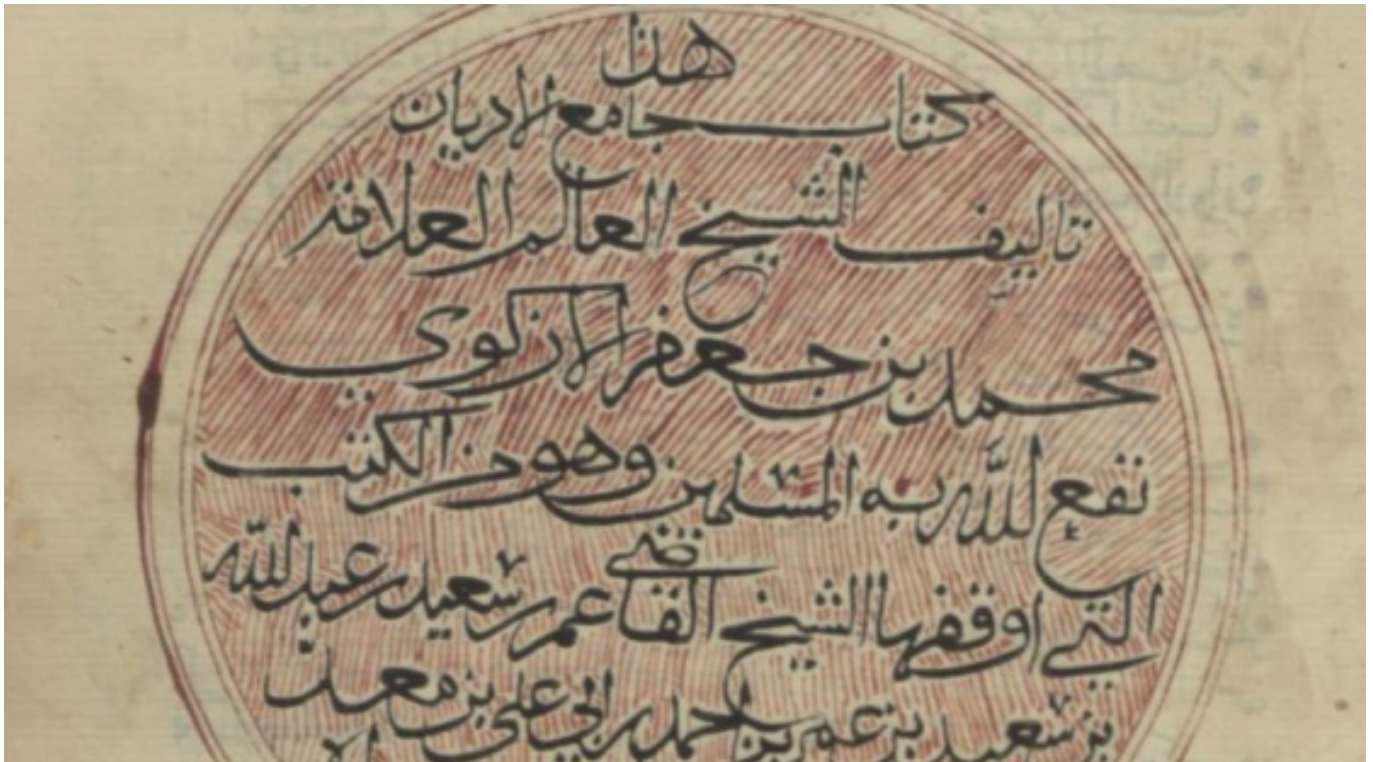 هذا
كتاب جامع الاديان
تاليف الشيخ العالم العلامة
محمد بن جعفر الازكوي
نفع الله به المسلمين وهو من الكتب
التي اوقفها الشيخ القاضي عمر بن سعيد بن عبد الله
بن سعيد بن عمر بن احمد بن ابي علي بن معد